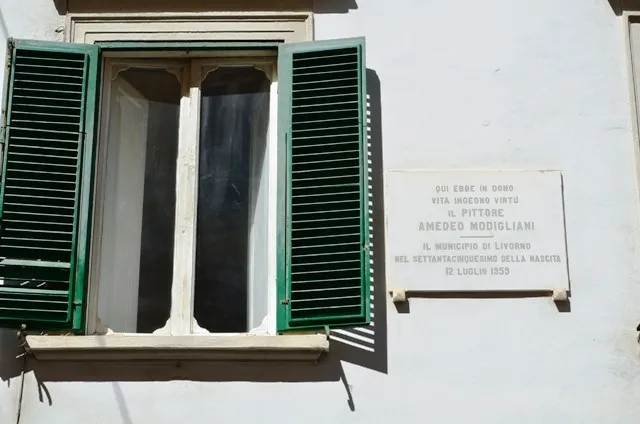 QUI EBBE IN DONO
VITA INGEGNO VIRTÙ
IL PITTORE
AMEDEO MODIGLIANI
IL MUNICIPIO DI LIVORNO
NEL SETTANTACINQUESIMO DELLA NASCITA
12 LUGLIO 1959